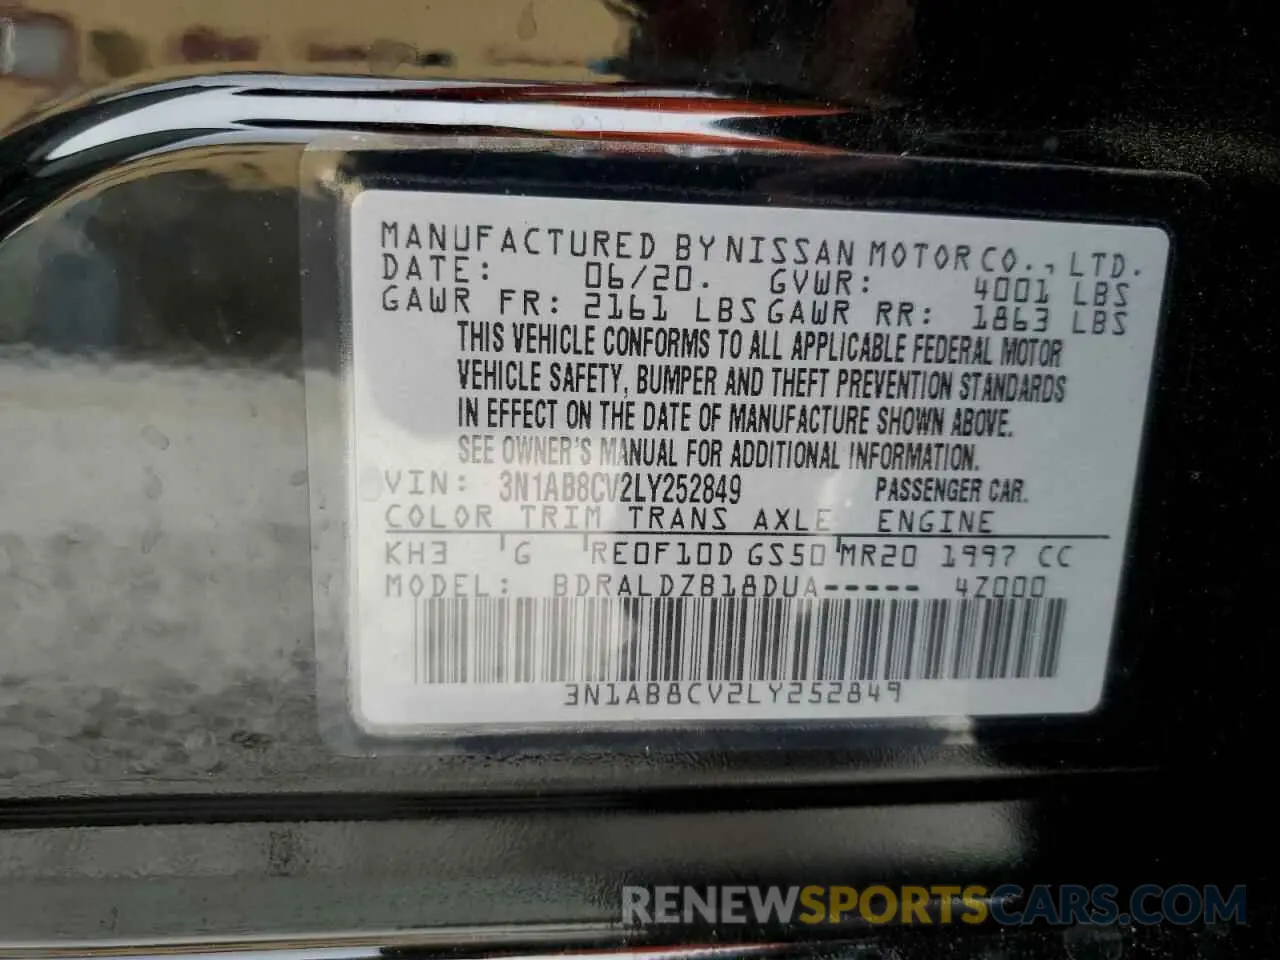 MANUFACTURED BY NISSAN MOTOR CO., LTD.
DATE: 06/20. GVWR: 4001 LBS
GAWR FR: 2161 LBS GAWR RR: 1863 LBS
THIS VEHICLE CONFORMS TO ALL APPLICABLE FEDERAL MOTOR
VEHICLE SAFETY, BUMPER AND THEFT PREVENTION STANDARDS
IN EFFECT ON THE DATE OF MANUFACTURE SHOWN ABOVE.
SEE OWNER'S MANUAL FOR ADDITIONAL INFORMATION.
VIN: 3N1AB8CV2LY252849 PASSENGER CAR.
COLOR TRIM TRANS AXLE ENGINE
KH3 G RE0F10D GS50 MR20 1997 CC
MODEL: BDRALDZB18DUA----- 4Z000
3N1AB8CV2LY252849
RENEWSPORTSCARS.COM